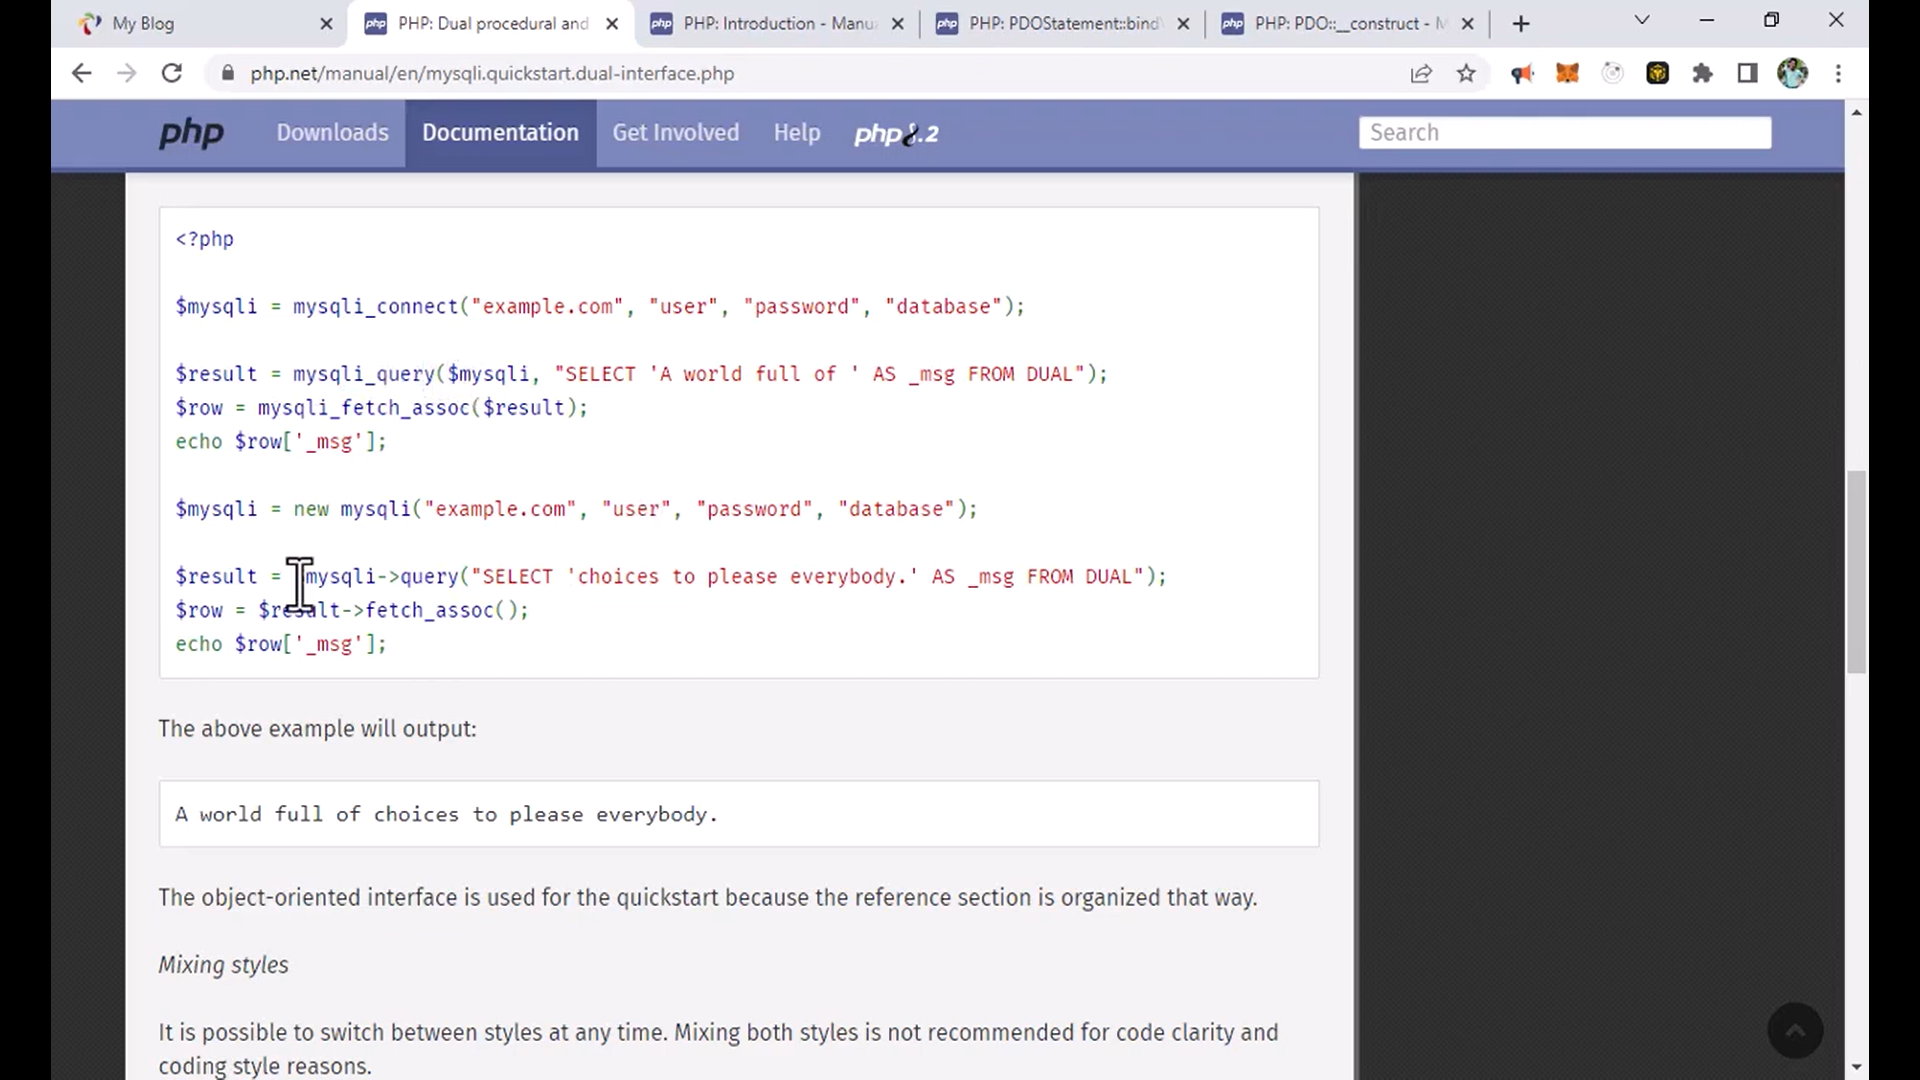 My Blog
PHP: Dual procedural and
PHP: Introduction - Manu
PHP: PDOStatement::bind
PHP: PDO::__construct - M
php.net/manual/en/mysqli.quickstart.dual-interface.php
php Downloads Documentation Get Involved Help php8.2 Search
<?php
$mysqli = mysqli_connect("example.com", "user", "password", "database");
$result = mysqli_query($mysqli, "SELECT 'A world full of ' AS _msg FROM DUAL");
$row = mysqli_fetch_assoc($result);
echo $row['_msg'];
$mysqli = new mysqli("example.com", "user", "password", "database");
$result = $mysqli->query("SELECT 'choices to please everybody.' AS _msg FROM DUAL");
$row = $result->fetch_assoc();
echo $row['_msg'];
The above example will output:
A world full of choices to please everybody.
The object-oriented interface is used for the quickstart because the reference section is organized that way.
Mixing styles
It is possible to switch between styles at any time. Mixing both styles is not recommended for code clarity and
coding style reasons.